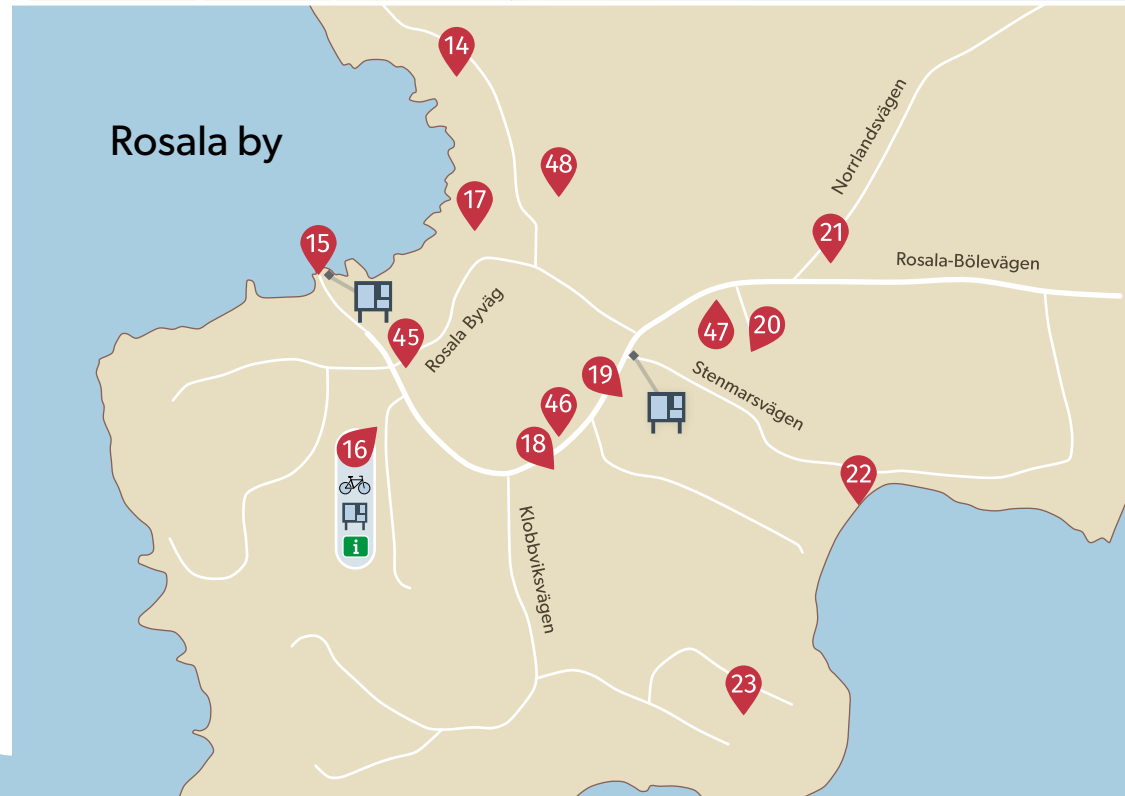 14
Rosala by
Norrlandsvägen
48
17
21
15
Rosala-Bölevägen
Rosala Byväg
45
47
20
19
Stenmarsvägen
46
18
16
22
i
Klobbviksvägen
23